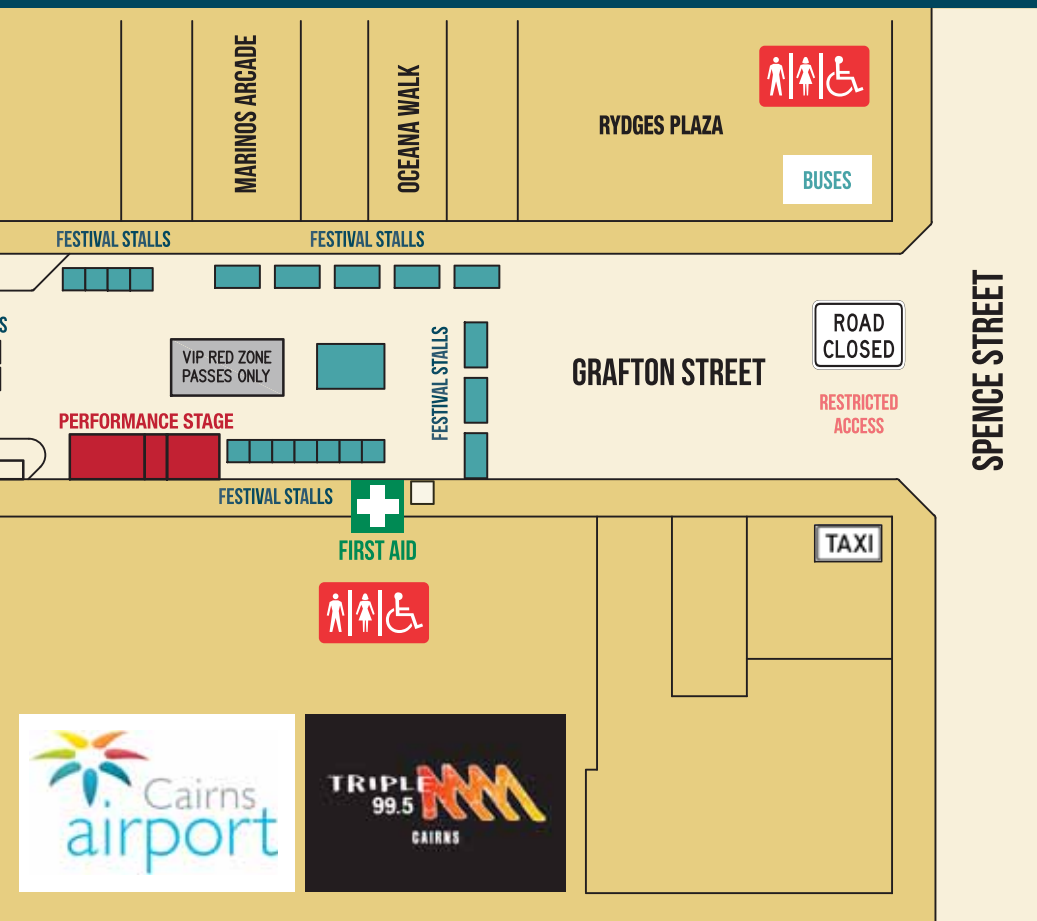 MARINOS ARCADE
OCEANA WALK
RYDGES PLAZA
BUSES
FESTIVAL STALLS
FESTIVAL STALLS
S
VIP RED ZONE
PASSES ONLY
FESTIVAL STALLS
GRAFTON STREET
ROAD
CLOSED
RESTRICTED
ACCESS
SPENCE STREET
PERFORMANCE STAGE
FESTIVAL STALLS
FIRST AID
TAXI
Cairns
airport
TRIPLE
99.5
CAIRNS